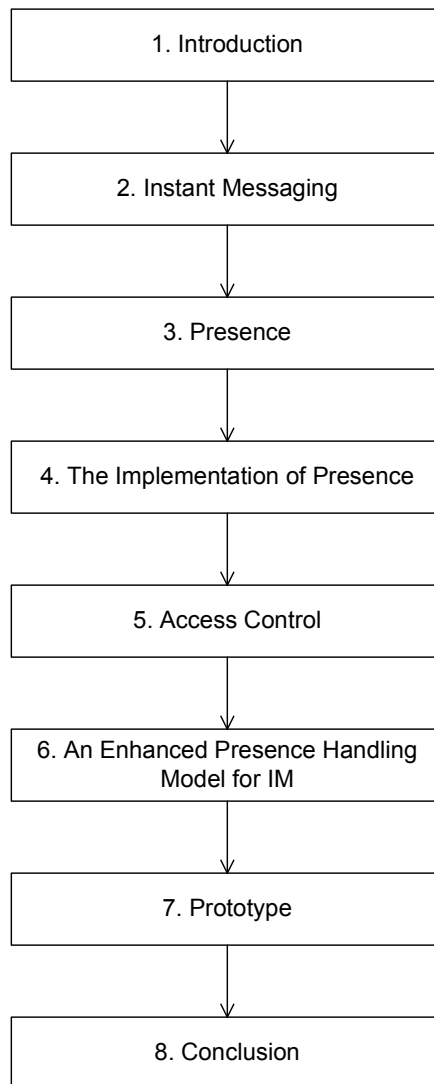 1. Introduction
2. Instant Messaging
3. Presence
4. The Implementation of Presence
5. Access Control
6. An Enhanced Presence Handling
Model for IM
7. Prototype
8. Conclusion